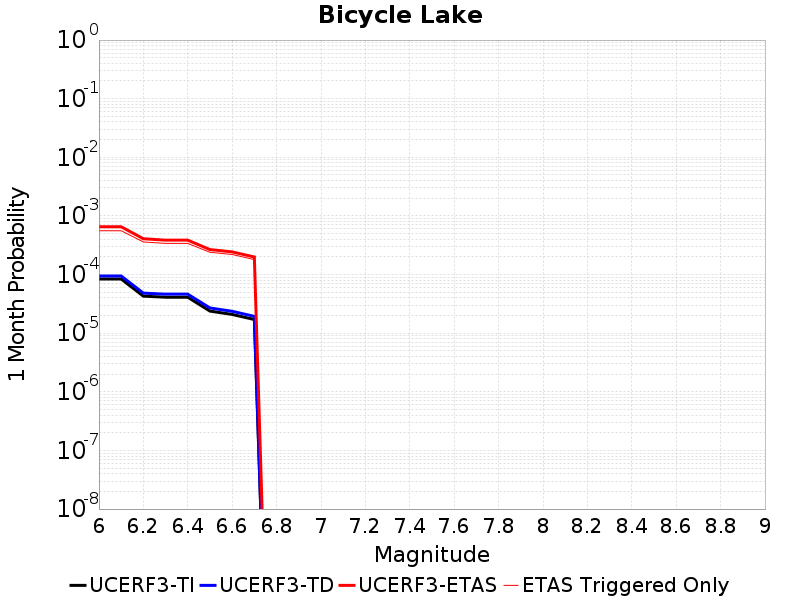 Bicycle Lake
1 Month Probability
10^0
10^-1
10^-2
10^-3
10^-4
10^-5
10^-6
10^-7
10^-8
6 6.2 6.4 6.6 6.8 7 7.2 7.4 7.6 7.8 8 8.2 8.4 8.6 8.8 9
Magnitude
UCERF3-TI UCERF3-TD UCERF3-ETAS ETAS Triggered Only